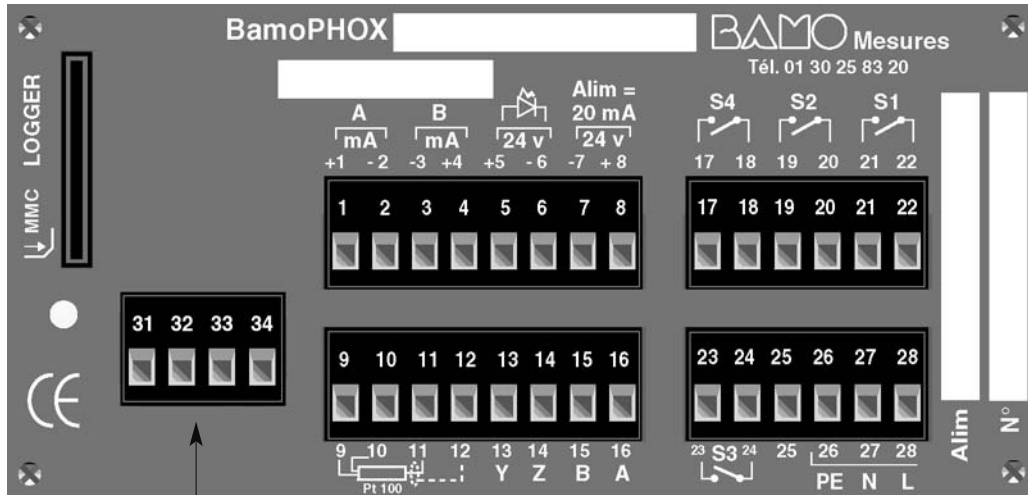 BamoPHOX
BAMO Mesures
Tél. 01 30 25 83 20
MMC LOGGER
A B Alim =
20 mA
mA mA 24 v 24 v
+1 - 2 -3 +4 +5 - 6 -7 + 8
S4 S2 S1
17 18 19 20 21 22
1 2 3 4 5 6 7 8
17 18 19 20 21 22
31 32 33 34
9 10 11 12 13 14 15 16
23 24 25 26 27 28
9 10 11 12 13 14 15 16
Y Z B A
Pt 100
23 S3 24 25 26 27 28
PE N L
CE
Alim
N°